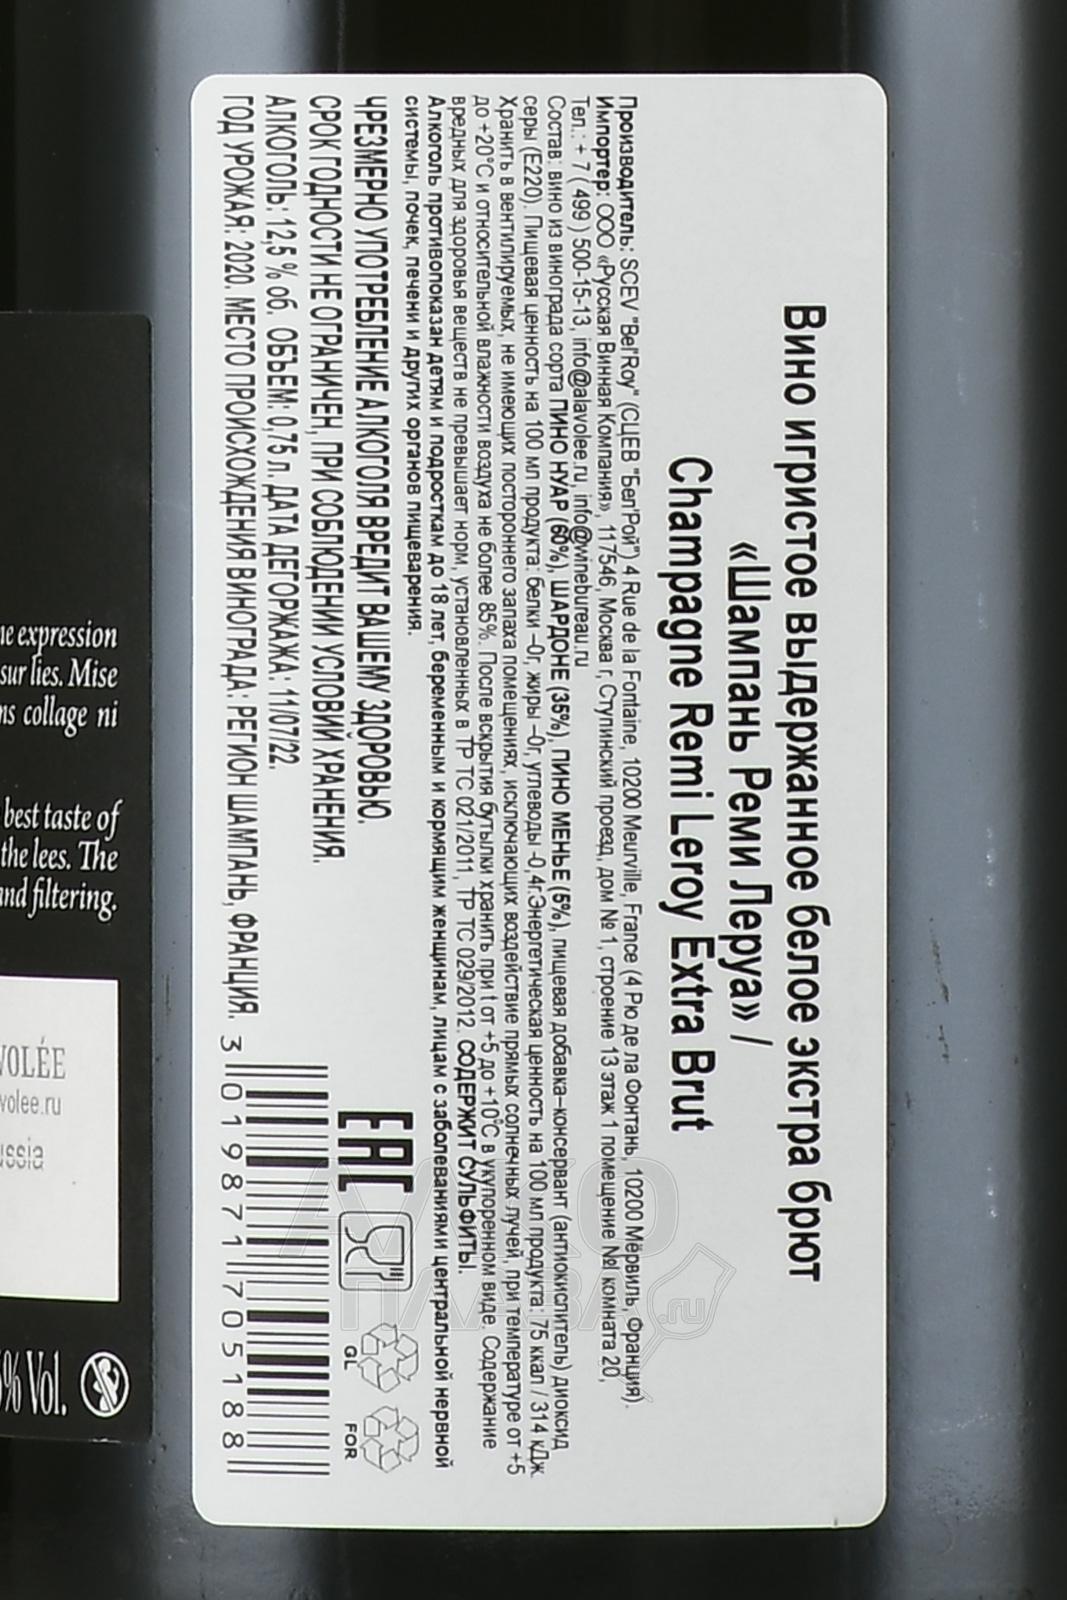 Вино игристое выдержанное белое экстра брют
«Шампань Реми Леруа» /
Champagne Remi Leroy Extra Brut
Производитель: SCEV "Bel'Roy" (СЦЕВ "Бел'Рой") 4 Rue de la Fontaine, 10200 Meurville, France (4 Рю де ла Фонтань, 10200 Мёрвиль, Франция).
Импортер: ООО «Русская Винная Компания», 117546, Москва г, Ступинский проезд, дом № 1, строение 13 этаж 1 помещение №I комната 20,
Тел.: + 7 ( 499 ) 500-15-13, info@alavolee.ru, info@winebureau.ru
Состав: вино из винограда сорта ПИНО НУАР (60%), ШАРДОНЕ (35%), ПИНО МЕНЬЕ (5%), пищевая добавка–консервант (антиокислитель) диоксид
серы (Е220). Пищевая ценность на 100 мл продукта: белки –0г, жиры –0г, углеводы -0,4г.Энергетическая ценность на 100 мл продукта: 75 ккал / 314 кДж.
Хранить в вентилируемых, не имеющих постороннего запаха помещениях, исключающих воздействие прямых солнечных лучей, при температуре от +5
до +20°С и относительной влажности воздуха не более 85%. После вскрытия бутылки хранить при t от +5 до +10°С в укупоренном виде. Содержание
вредных для здоровья веществ не превышает норм, установленных в ТР ТС 021/2011, ТР ТС 029/2012. СОДЕРЖИТ СУЛЬФИТЫ.
Алкоголь противопоказан детям и подросткам до 18 лет, беременным и кормящим женщинам, лицам с заболеваниями центральной нервной
системы, почек, печени и других органов пищеварения.
ЧРЕЗМЕРНО УПОТРЕБЛЕНИЕ АЛКОГОЛЯ ВРЕДИТ ВАШЕМУ ЗДОРОВЬЮ.
СРОК ГОДНОСТИ НЕ ОГРАНИЧЕН, ПРИ СОБЛЮДЕНИИ УСЛОВИЙ ХРАНЕНИЯ.
АЛКОГОЛЬ: 12,5 % об. ОБЪЕМ: 0,75 л. ДАТА ДЕГОРЖАЖА: 11/07/22.
ГОД УРОЖАЯ: 2020. МЕСТО ПРОИСХОЖДЕНИЯ ВИНОГРАДА: РЕГИОН ШАМПАНЬ, ФРАНЦИЯ.
EAC
GL
FOR
3 019871 705188
expression
sur lies. Mise
collage ni
best taste of
the lees. The
and filtering.
% Vol.